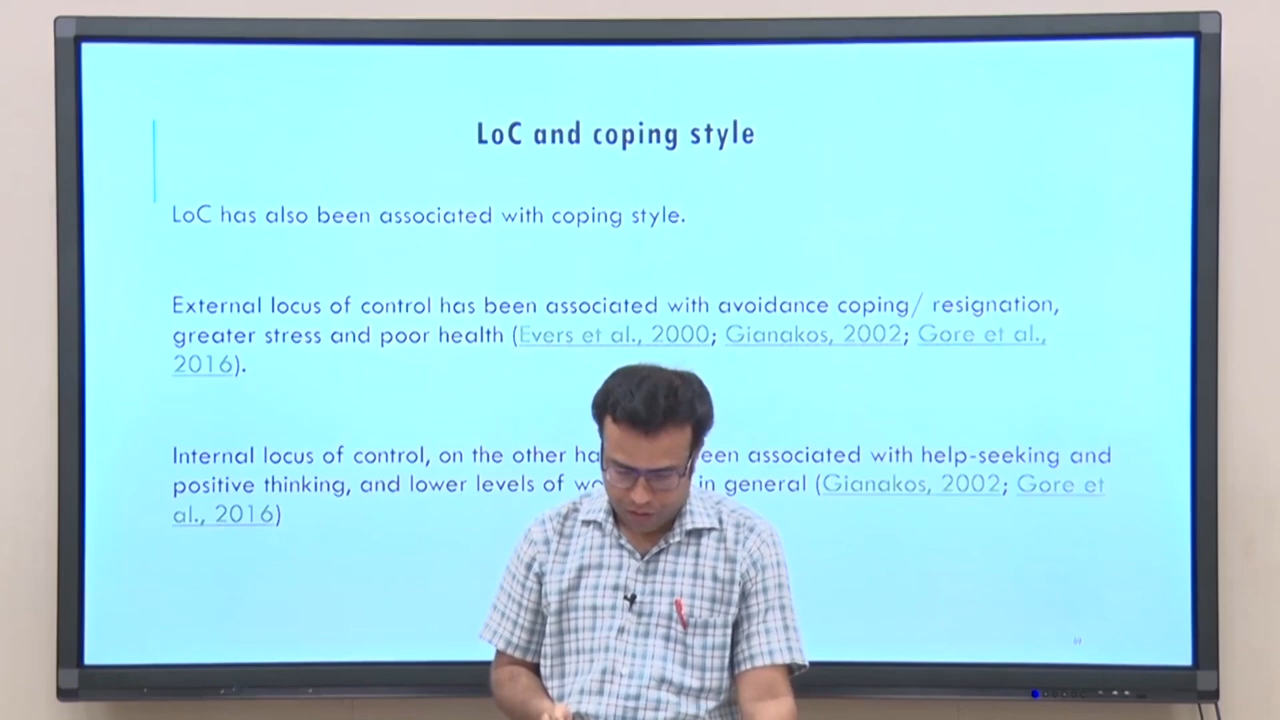 LoC and coping style
LoC has also been associated with coping style.
External locus of control has been associated with avoidance coping/ resignation,
greater stress and poor health (Evers et al., 2000; Gianakos, 2002; Gore et al.,
2016).
Internal locus of control, on the other een associated with help-seeking and
positive thinking, and lower levels of in general (Gianakos, 2002; Gore et
al., 2016)